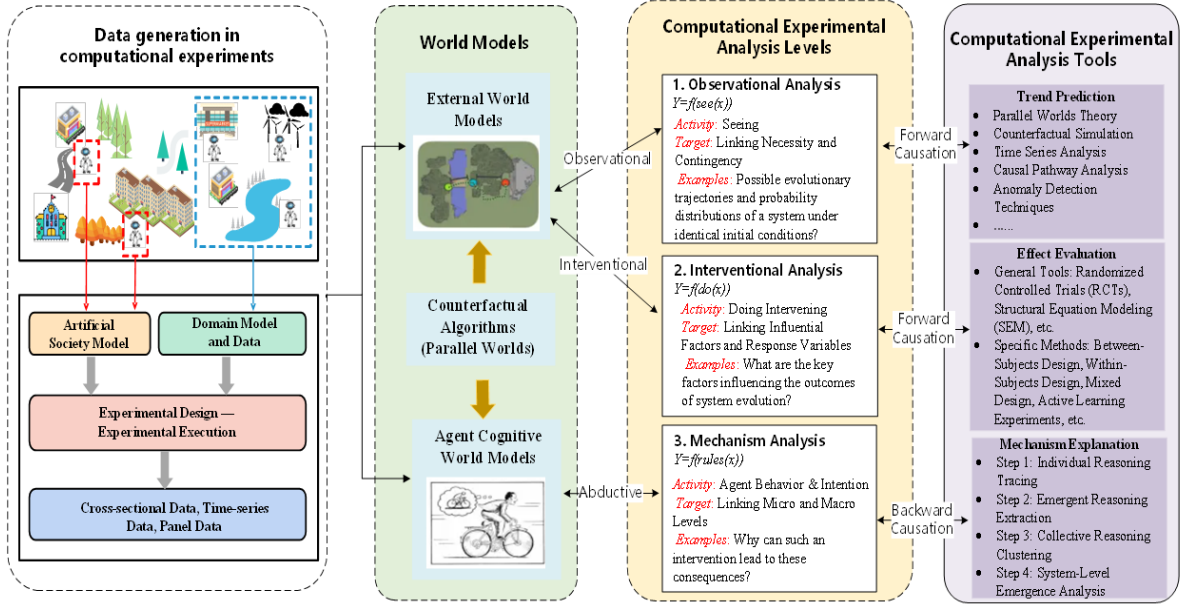 Data generation in
computational experiments
Artificial
Society Model
Domain Model
and Data
Experimental Design —
Experimental Execution
Cross-sectional Data, Time-series
Data, Panel Data
World Models
External World
Models
Counterfactual
Algorithms
(Parallel Worlds)
Agent Cognitive
World Models
Observational
Interventional
Abductive
Computational Experimental
Analysis Levels
1. Observational Analysis
Y=f(see(x))
Activity: Seeing
Target: Linking Necessity and
Contingency
Examples: Possible evolutionary
trajectories and probability
distributions of a system under
identical initial conditions?
2. Interventional Analysis
Y=f(do(x))
Activity: Doing Intervening
Target: Linking Influential
Factors and Response Variables
Examples: What are the key
factors influencing the outcomes
of system evolution?
3. Mechanism Analysis
Y=f(rules(x))
Activity: Agent Behavior & Intention
Target: Linking Micro and Macro
Levels
Examples: Why can such an
intervention lead to these
consequences?
Forward
Causation
Forward
Causation
Backward
Causation
Computational Experimental
Analysis Tools
Trend Prediction
• Parallel Worlds Theory
• Counterfactual Simulation
• Time Series Analysis
• Causal Pathway Analysis
• Anomaly Detection
Techniques
• ......
Effect Evaluation
• General Tools: Randomized
Controlled Trials (RCTs),
Structural Equation Modeling
(SEM), etc.
• Specific Methods: Between-
Subjects Design, Within-
Subjects Design, Mixed
Design, Active Learning
Experiments, etc.
Mechanism Explanation
• Step 1: Individual Reasoning
Tracing
• Step 2: Emergent Reasoning
Extraction
• Step 3: Collective Reasoning
Clustering
• Step 4: System-Level
Emergence Analysis